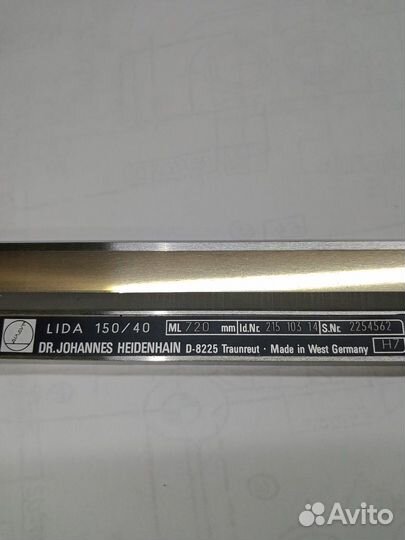 LIDA 150/40 ML 720 mm Id.Nr. 215 103 14 S.Nr. 2254562
DR. JOHANNES HEIDENHAIN D-8225 Traunreut · Made in West Germany H7
Avito